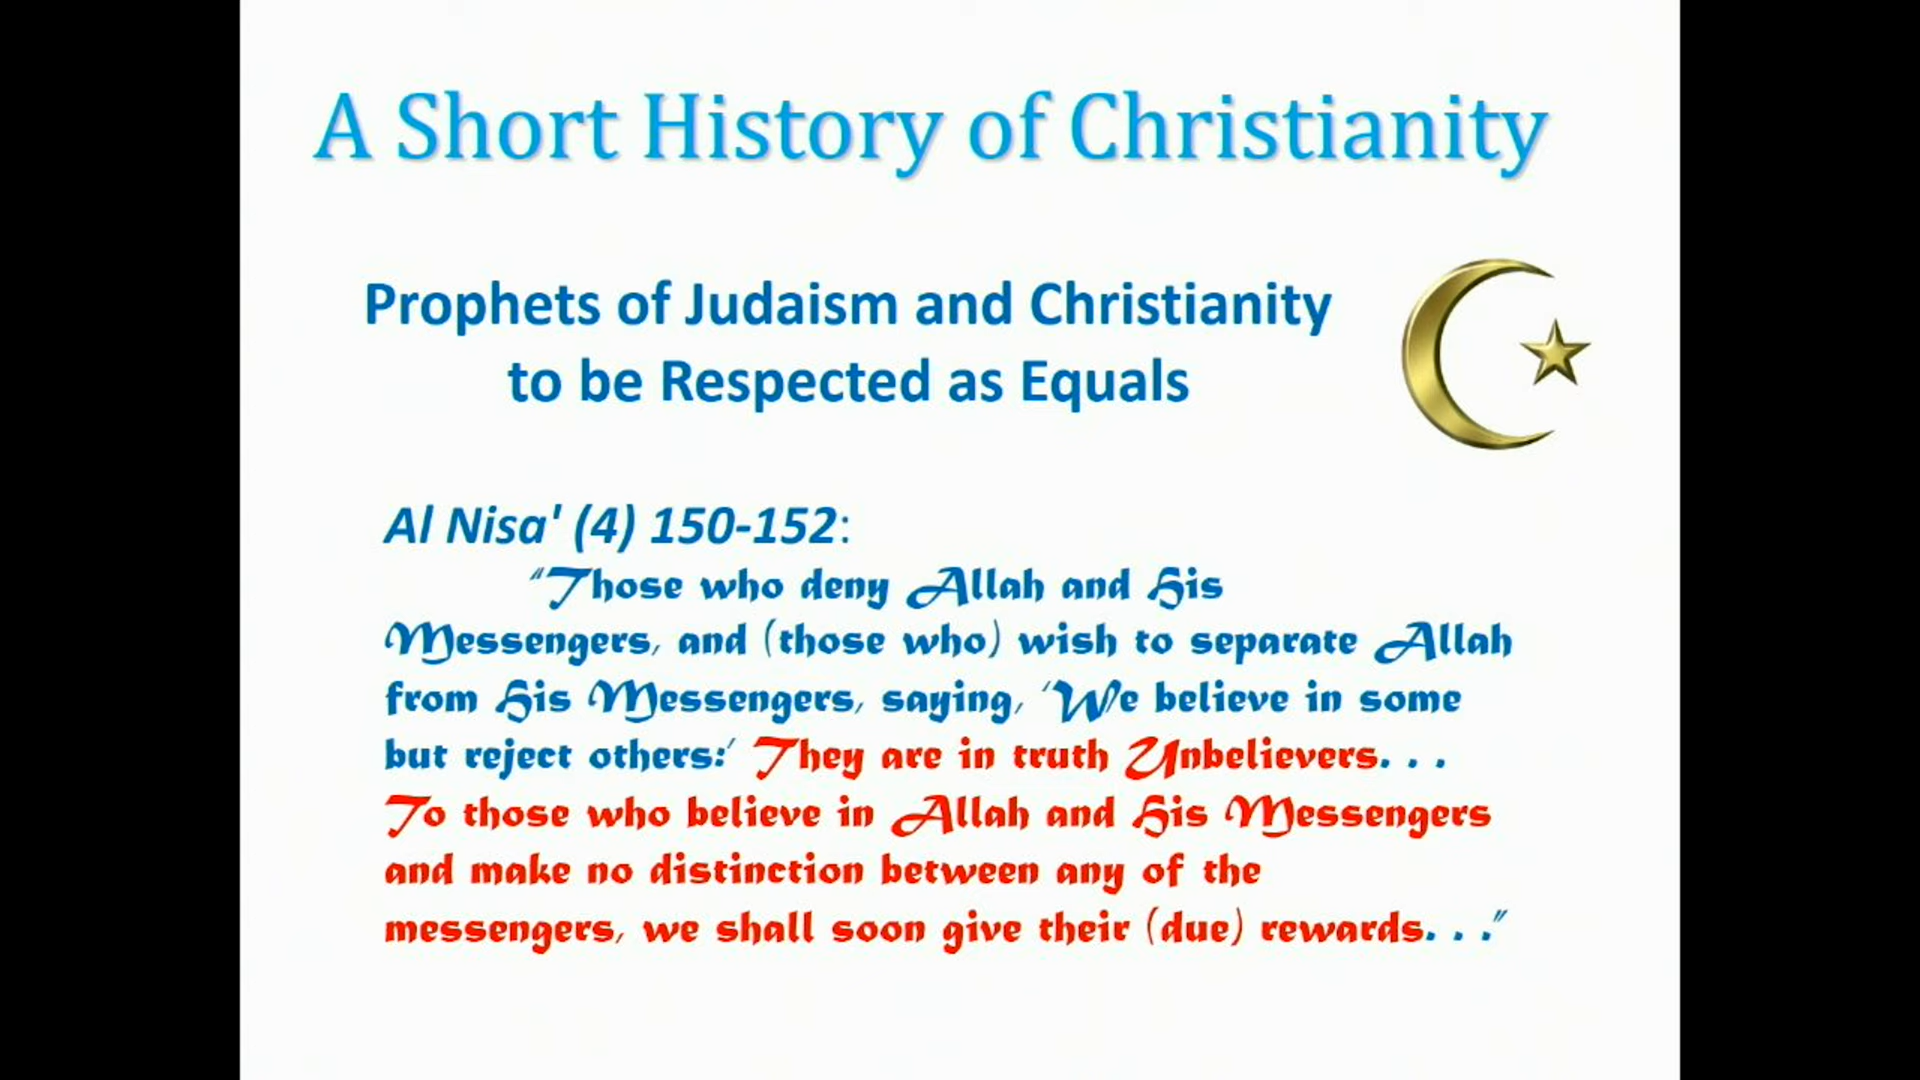 A Short History of Christianity
Prophets of Judaism and Christianity
to be Respected as Equals
Al Nisa' (4) 150-152:
“Those who deny Allah and His
Messengers, and (those who) wish to separate Allah
from His Messengers, saying, ‘We believe in some
but reject others:’ They are in truth Unbelievers. . .
To those who believe in Allah and His Messengers
and make no distinction between any of the
messengers, we shall soon give their (due) rewards. . .”